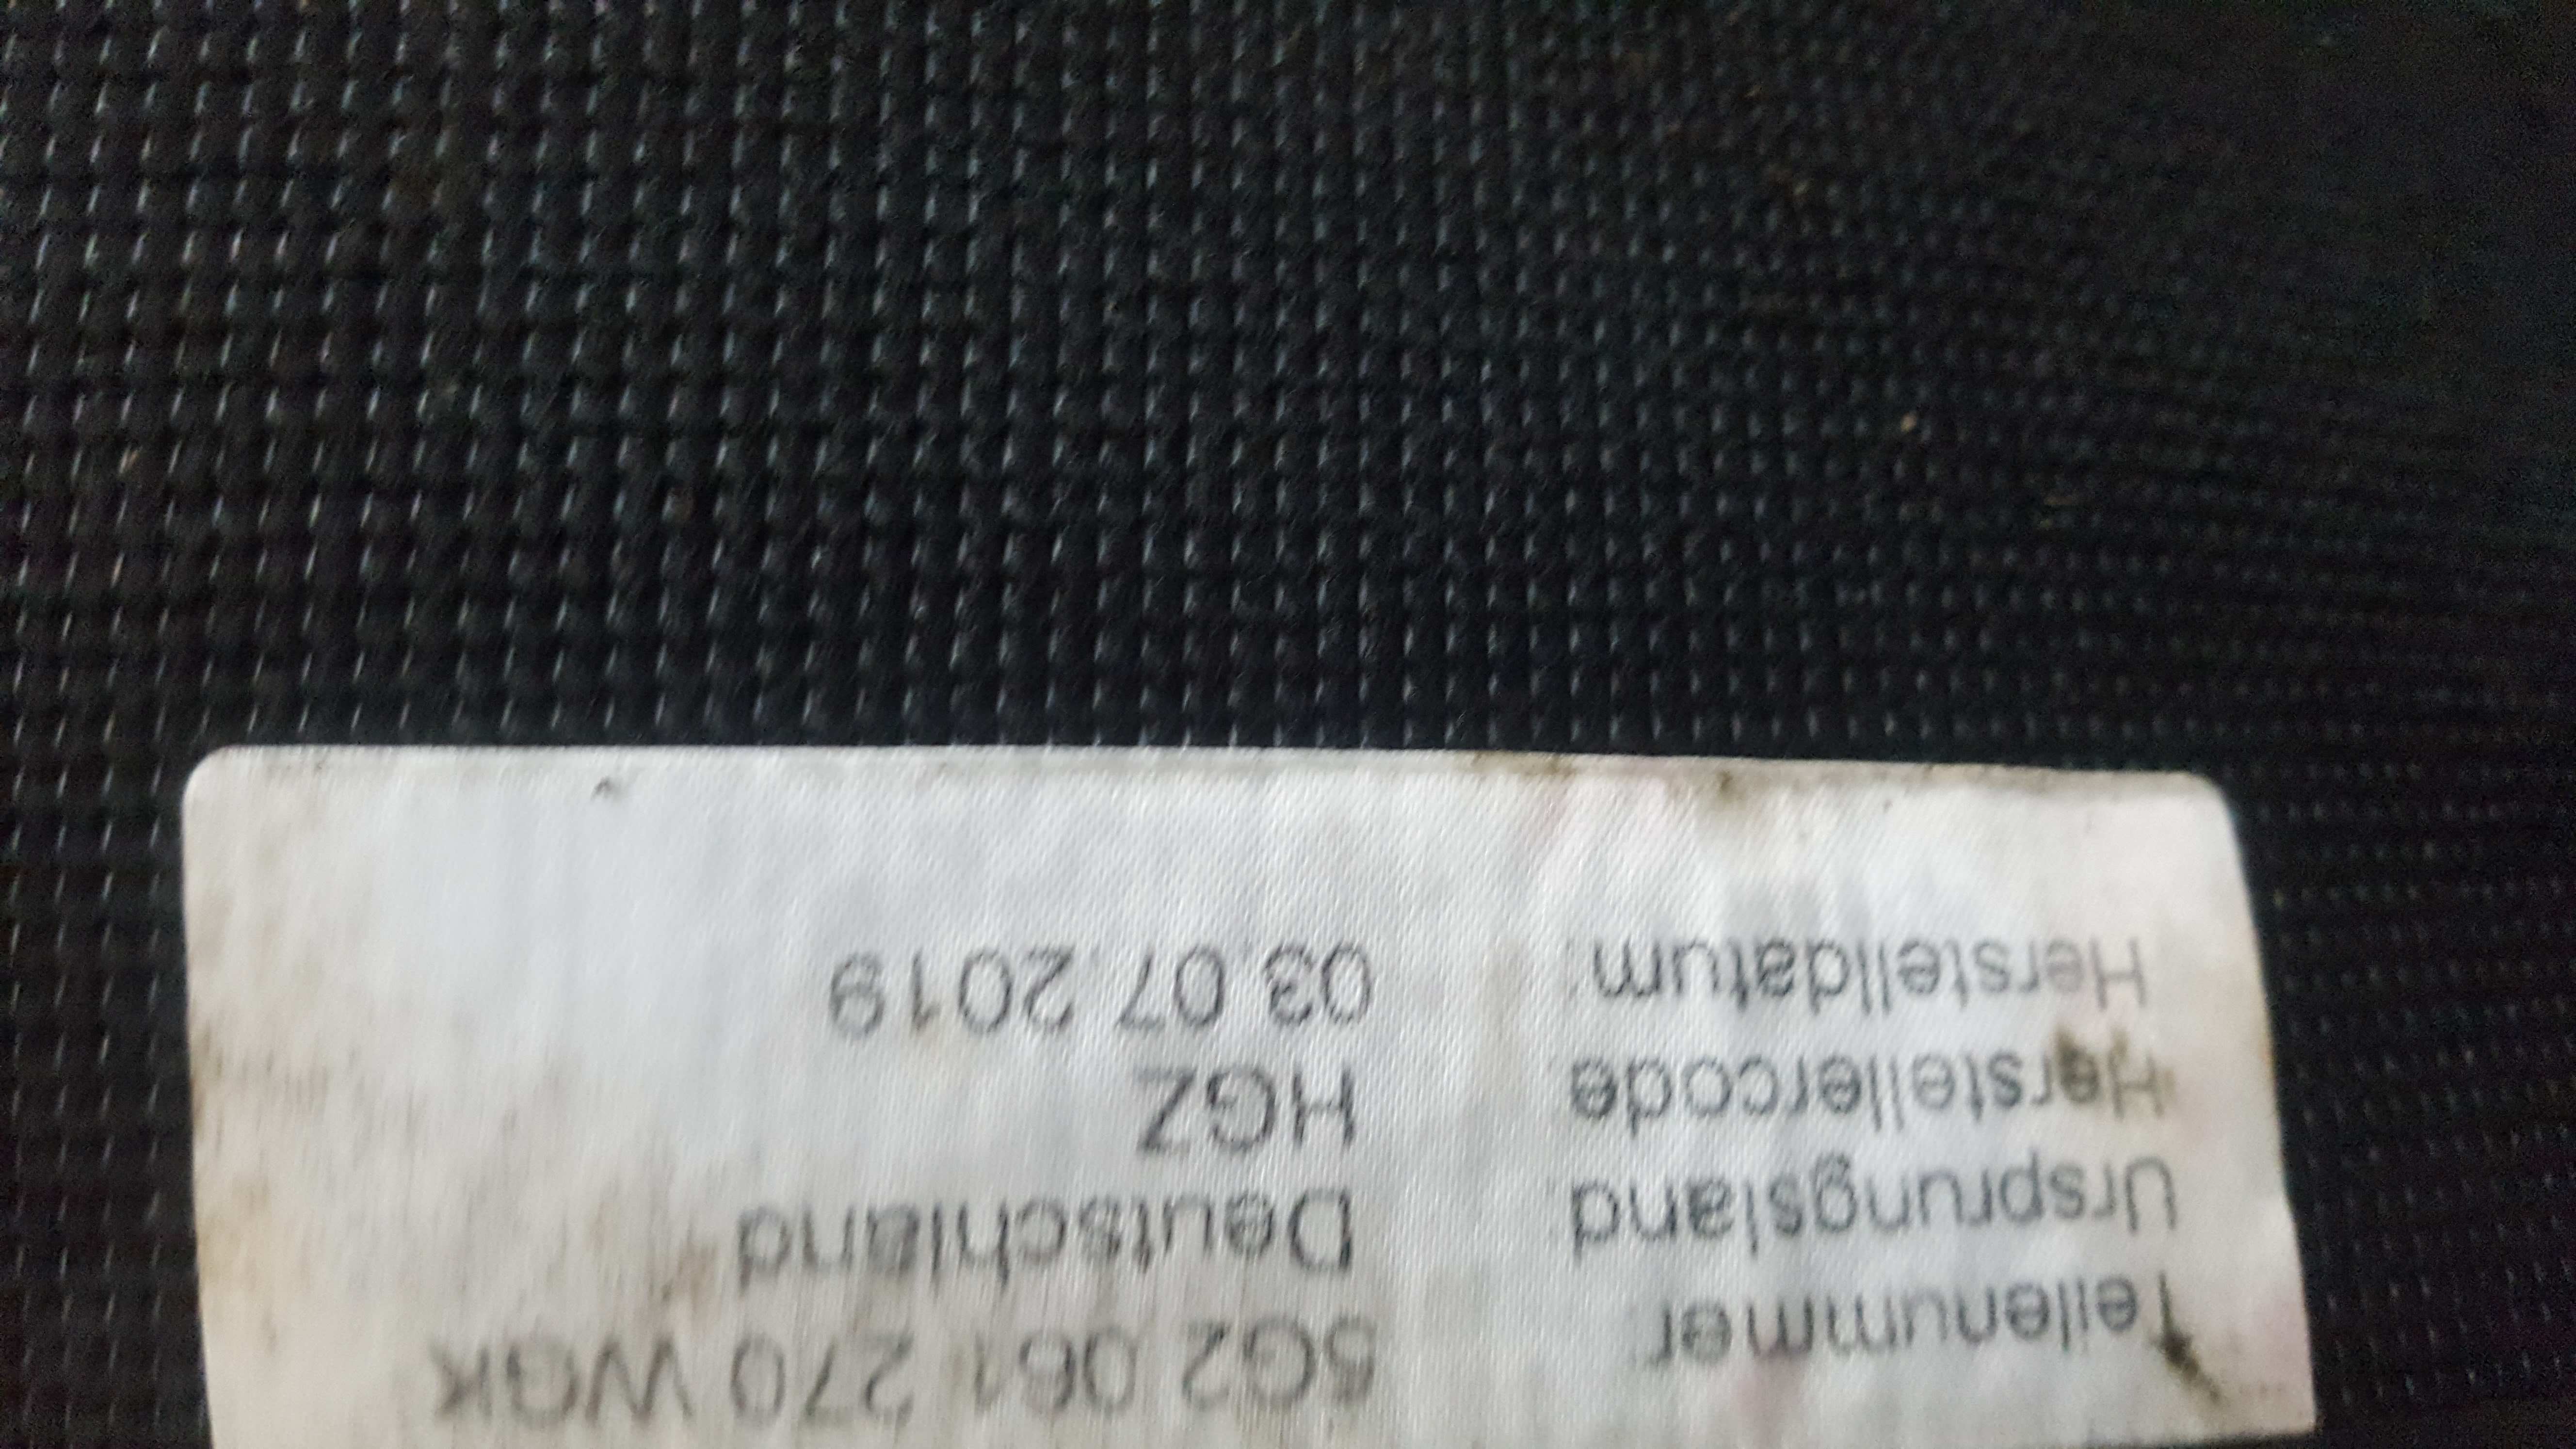 Teilenummer 5G2 061 270 WGK
Ursprungsland: Deutschland
Herstellercode HGZ
Herstelldatum: 03.07.2019